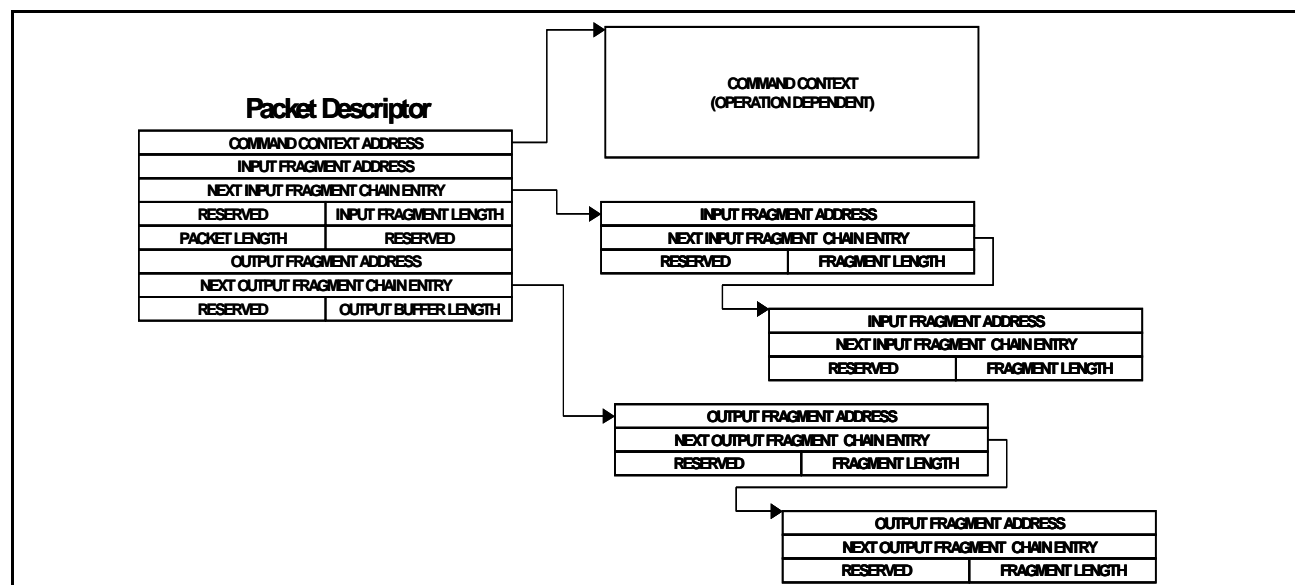 COMMAND CONTEXT
(OPERATION DEPENDENT)
Packet Descriptor
COMMAND CONTEXT ADDRESS
INPUT FRAGMENT ADDRESS
NEXT INPUT FRAGMENT CHAIN ENTRY
RESERVED INPUT FRAGMENT LENGTH
PACKET LENGTH RESERVED
OUTPUT FRAGMENT ADDRESS
NEXT OUTPUT FRAGMENT CHAIN ENTRY
RESERVED OUTPUT BUFFER LENGTH
INPUT FRAGMENT ADDRESS
NEXT INPUT FRAGMENT CHAIN ENTRY
RESERVED FRAGMENT LENGTH
INPUT FRAGMENT ADDRESS
NEXT INPUT FRAGMENT CHAIN ENTRY
RESERVED FRAGMENT LENGTH
OUTPUT FRAGMENT ADDRESS
NEXT OUTPUT FRAGMENT CHAIN ENTRY
RESERVED FRAGMENT LENGTH
OUTPUT FRAGMENT ADDRESS
NEXT OUTPUT FRAGMENT CHAIN ENTRY
RESERVED FRAGMENT LENGTH